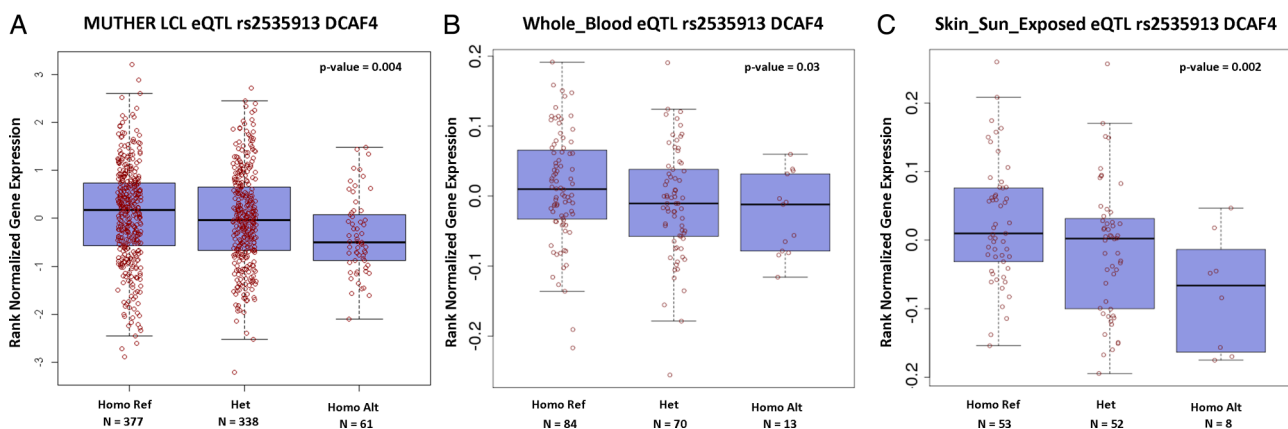 A
MUTHER LCL eQTL rs2535913 DCAF4
p-value = 0.004
Rank Normalized Gene Expression
3
2
1
0
-1
-2
-3
Homo Ref
Het
Homo Alt
N = 377
N = 338
N = 61
B
Whole_Blood eQTL rs2535913 DCAF4
p-value = 0.03
Rank Normalized Gene Expression
0.2
0.1
0.0
-0.1
-0.2
Homo Ref
Het
Homo Alt
N = 84
N = 70
N = 13
C
Skin_Sun_Exposed eQTL rs2535913 DCAF4
p-value = 0.002
Rank Normalized Gene Expression
0.2
0.1
0.0
-0.1
-0.2
Homo Ref
Het
Homo Alt
N = 53
N = 52
N = 8